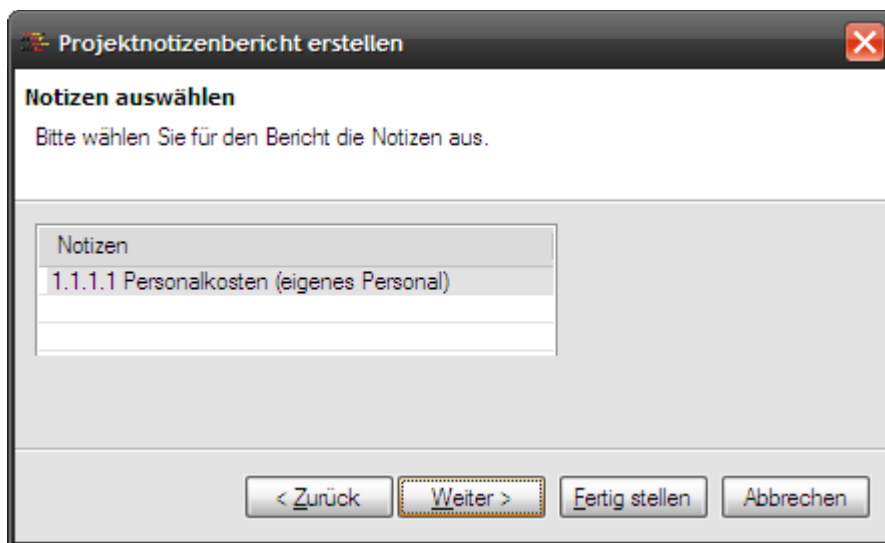 Projektnotizenbericht erstellen
Notizen auswählen
Bitte wählen Sie für den Bericht die Notizen aus.
Notizen
1.1.1.1 Personalkosten (eigenes Personal)
< Zurück Weiter > Fertig stellen Abbrechen